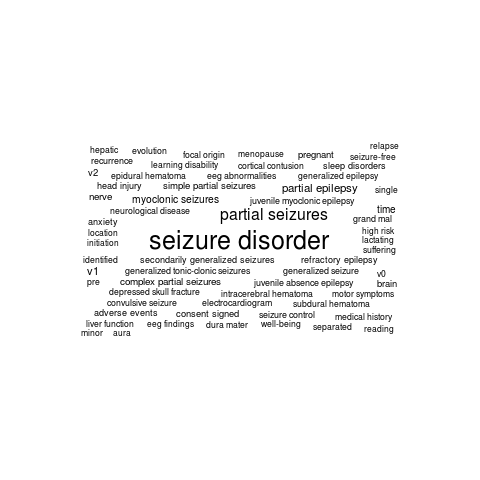 relapse
hepatic evolution focal origin menopause pregnant seizure-free
recurrence learning disability cortical contusion sleep disorders
v2 epidural hematoma eeg abnormalities generalized epilepsy
head injury simple partial seizures partial epilepsy single
nerve myoclonic seizures juvenile myoclonic epilepsy
neurological disease partial seizures time
anxiety grand mal
location seizure disorder high risk
initiation lactating
suffering
identified secondarily generalized seizures refractory epilepsy
v1 generalized tonic-clonic seizures generalized seizure v0
pre complex partial seizures juvenile absence epilepsy brain
depressed skull fracture intracerebral hematoma motor symptoms
convulsive seizure electrocardiogram subdural hematoma
adverse events consent signed seizure control medical history
liver function eeg findings dura mater well-being separated reading
minor aura